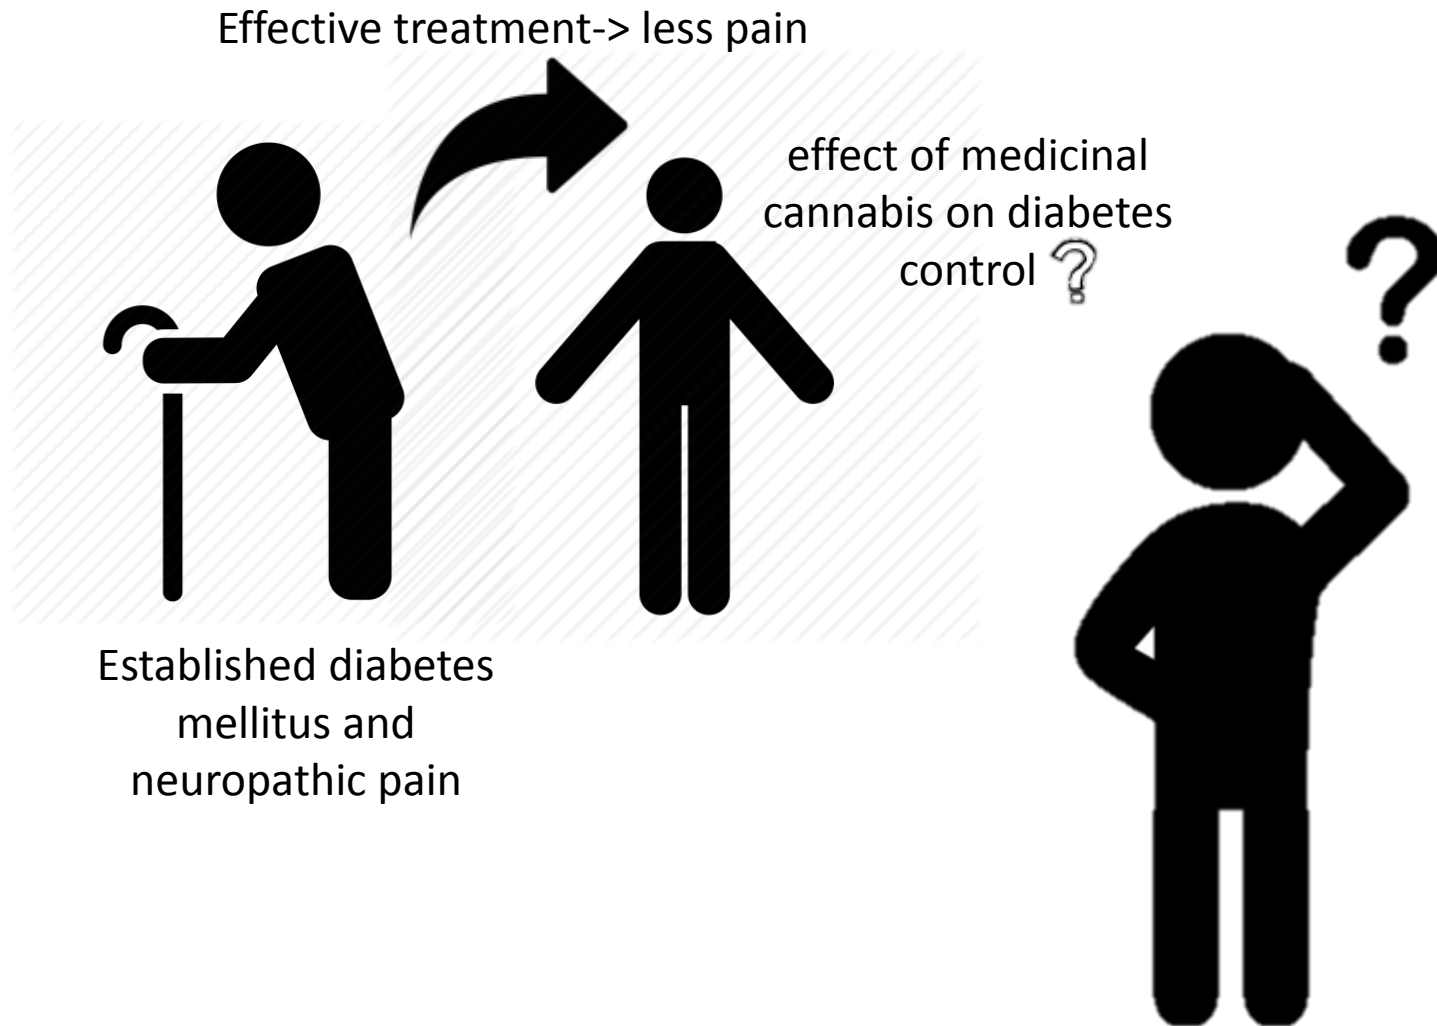 Effective treatment-> less pain
effect of medicinal
cannabis on diabetes
control ?
?
Established diabetes
mellitus and
neuropathic pain